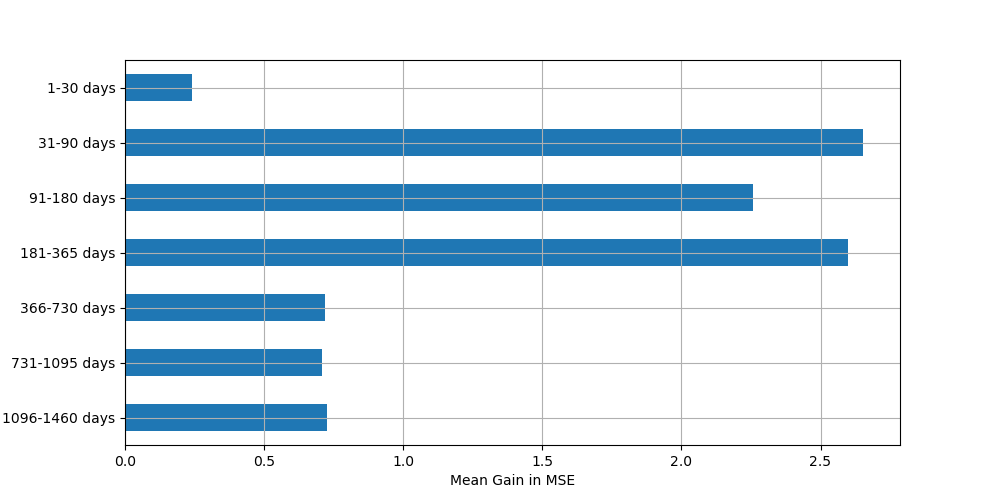 1-30 days
31-90 days
91-180 days
181-365 days
366-730 days
731-1095 days
1096-1460 days
0.0 0.5 1.0 1.5 2.0 2.5
Mean Gain in MSE